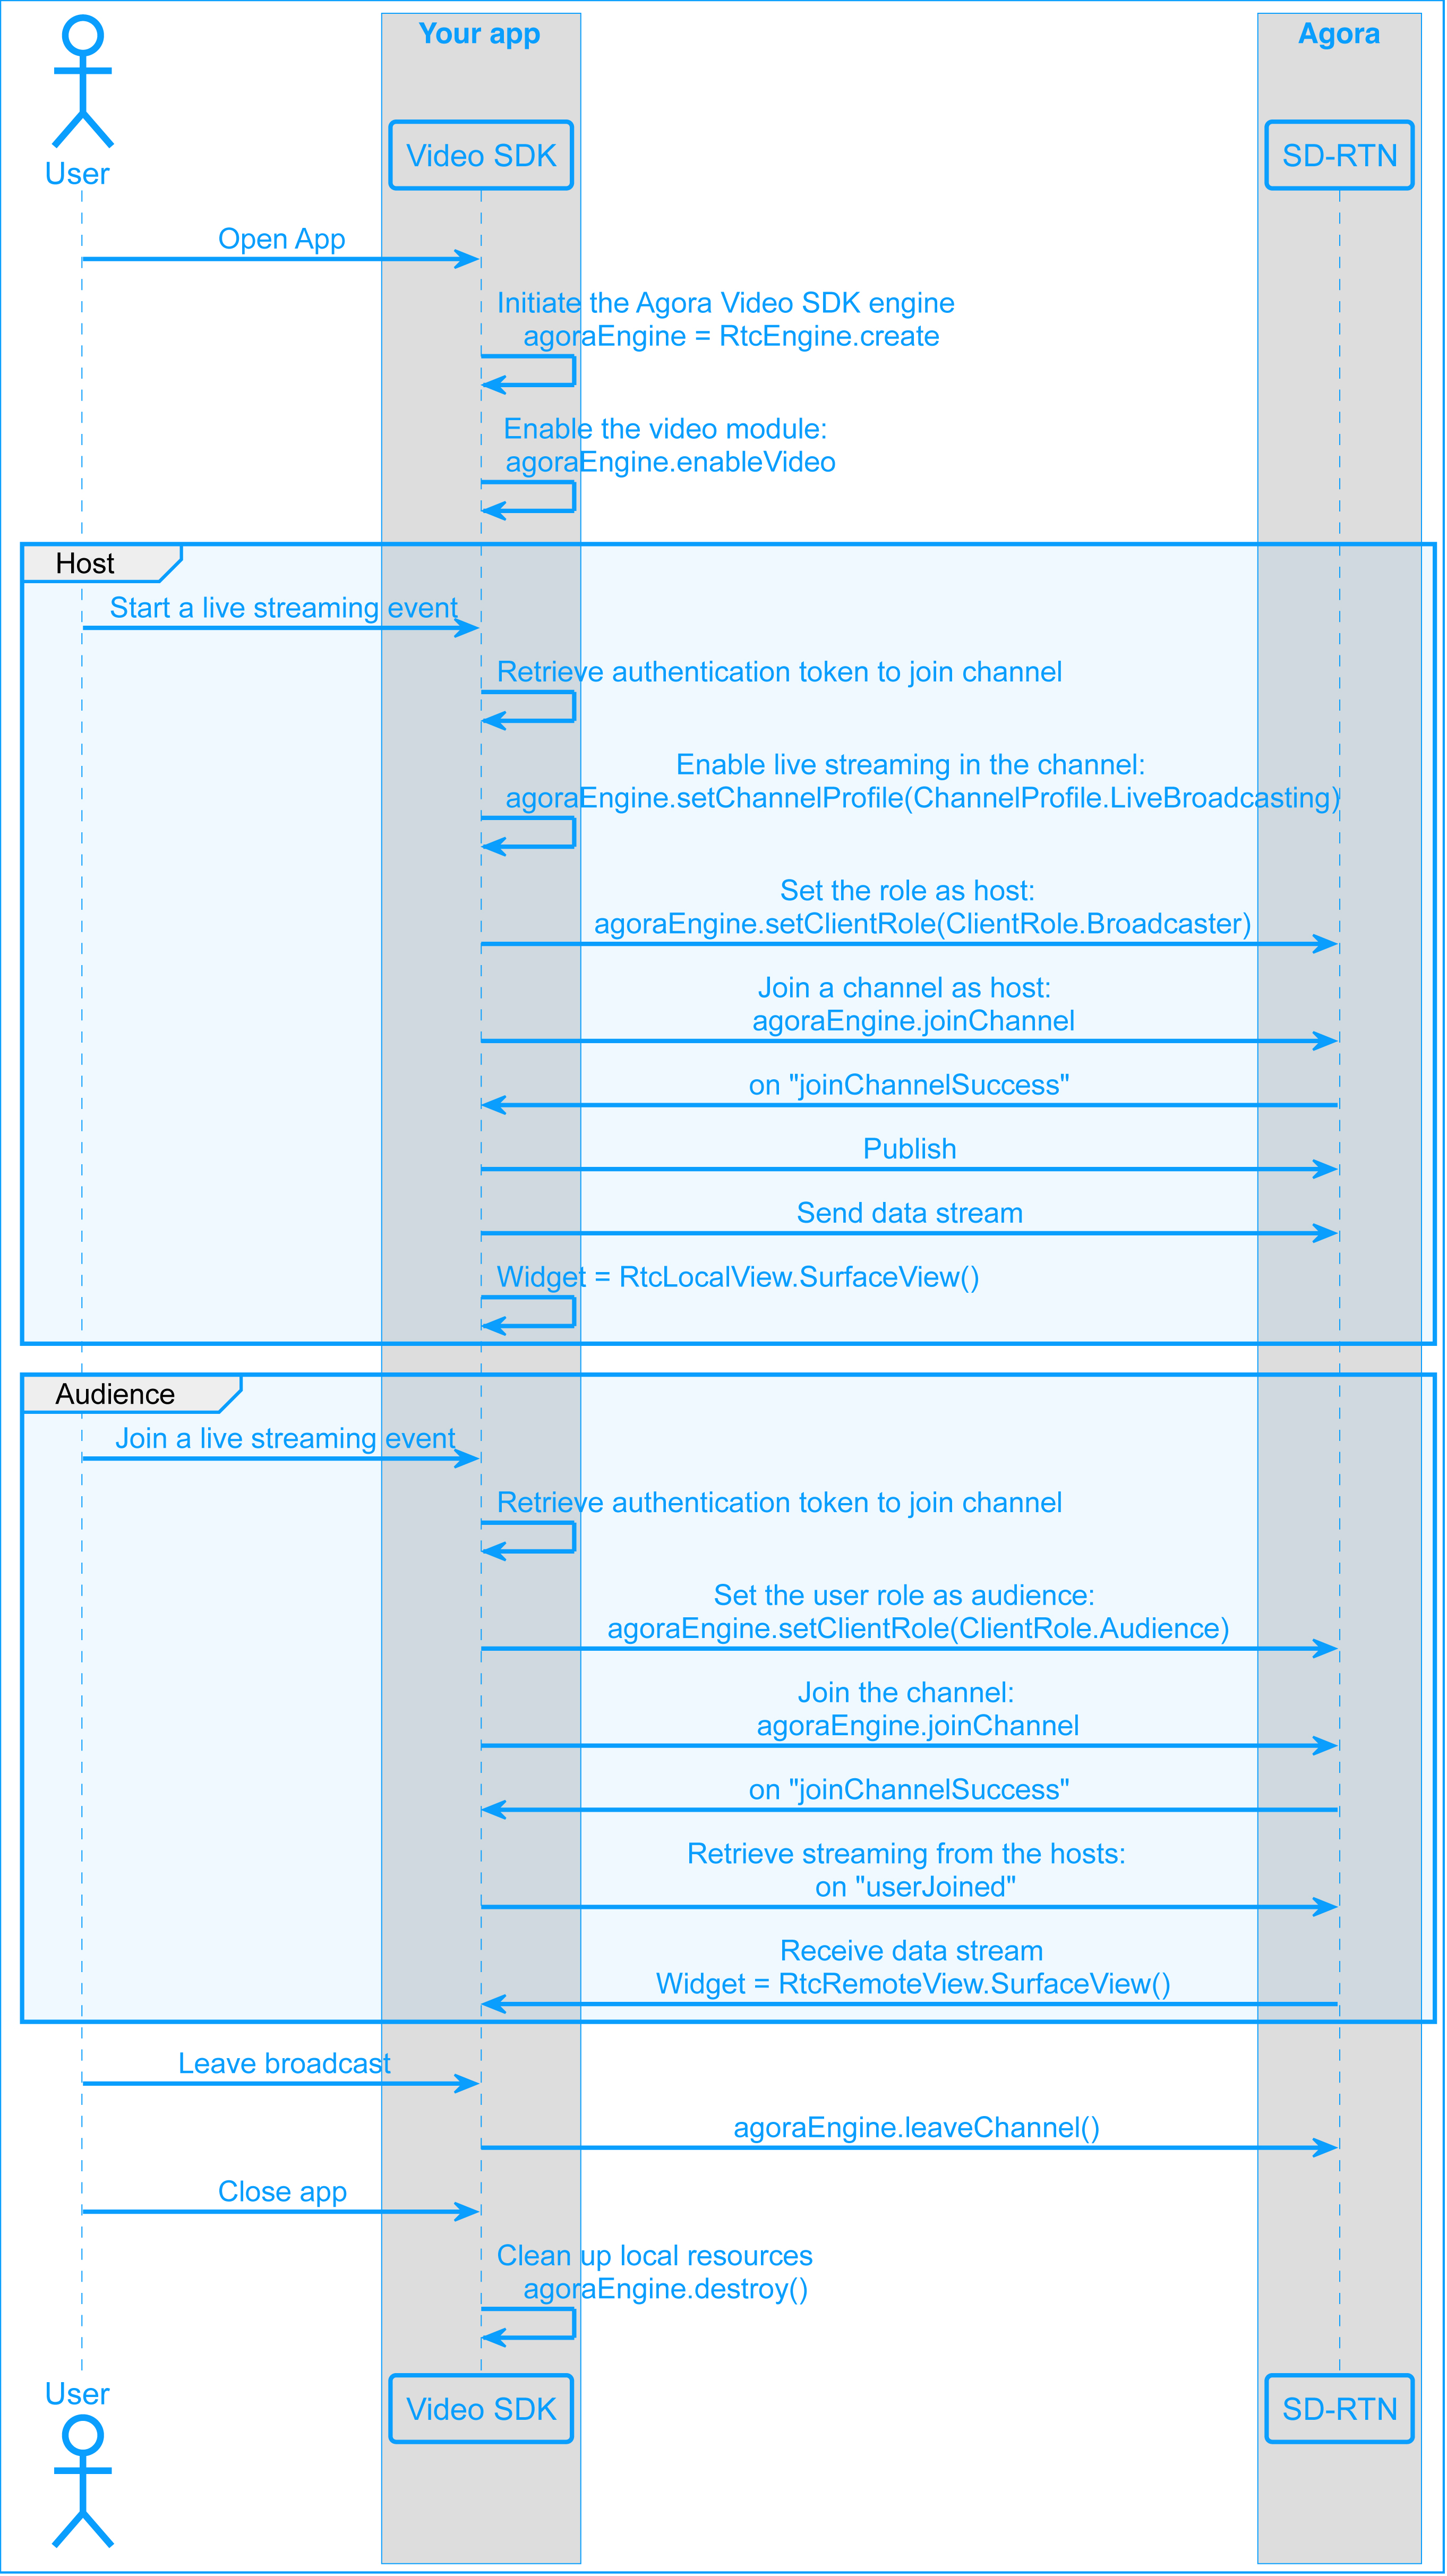 Your app
Agora
User
Video SDK
SD-RTN
Open App
Initiate the Agora Video SDK engine
agoraEngine = RtcEngine.create
Enable the video module:
agoraEngine.enableVideo
Host
Start a live streaming event
Retrieve authentication token to join channel
Enable live streaming in the channel:
agoraEngine.setChannelProfile(ChannelProfile.LiveBroadcasting)
Set the role as host:
agoraEngine.setClientRole(ClientRole.Broadcaster)
Join a channel as host:
agoraEngine.joinChannel
on "joinChannelSuccess"
Publish
Send data stream
Widget = RtcLocalView.SurfaceView()
Audience
Join a live streaming event
Retrieve authentication token to join channel
Set the user role as audience:
agoraEngine.setClientRole(ClientRole.Audience)
Join the channel:
agoraEngine.joinChannel
on "joinChannelSuccess"
Retrieve streaming from the hosts:
on "userJoined"
Receive data stream
Widget = RtcRemoteView.SurfaceView()
Leave broadcast
agoraEngine.leaveChannel()
Close app
Clean up local resources
agoraEngine.destroy()
User
Video SDK
SD-RTN